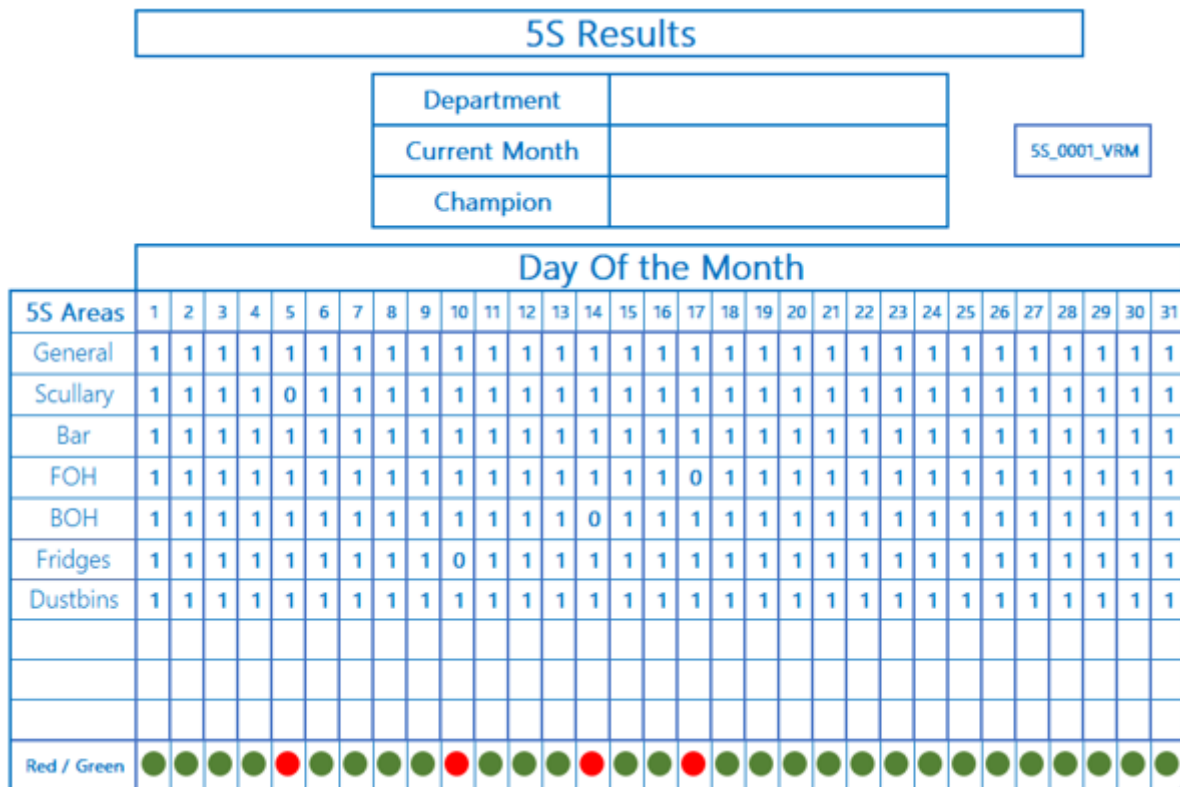 5S Results
Department
Current Month
5S_0001_VRM
Champion
Day Of the Month
5S Areas 1 2 3 4 5 6 7 8 9 10 11 12 13 14 15 16 17 18 19 20 21 22 23 24 25 26 27 28 29 30 31
General 1 1 1 1 1 1 1 1 1 1 1 1 1 1 1 1 1 1 1 1 1 1 1 1 1 1 1 1 1 1 1
Scullary 1 1 1 1 0 1 1 1 1 1 1 1 1 1 1 1 1 1 1 1 1 1 1 1 1 1 1 1 1 1 1
Bar 1 1 1 1 1 1 1 1 1 1 1 1 1 1 1 1 1 1 1 1 1 1 1 1 1 1 1 1 1 1 1
FOH 1 1 1 1 1 1 1 1 1 1 1 1 1 1 1 1 0 1 1 1 1 1 1 1 1 1 1 1 1 1 1
BOH 1 1 1 1 1 1 1 1 1 1 1 1 1 0 1 1 1 1 1 1 1 1 1 1 1 1 1 1 1 1 1
Fridges 1 1 1 1 1 1 1 1 1 0 1 1 1 1 1 1 1 1 1 1 1 1 1 1 1 1 1 1 1 1 1
Dustbins 1 1 1 1 1 1 1 1 1 1 1 1 1 1 1 1 1 1 1 1 1 1 1 1 1 1 1 1 1 1 1
Red / Green